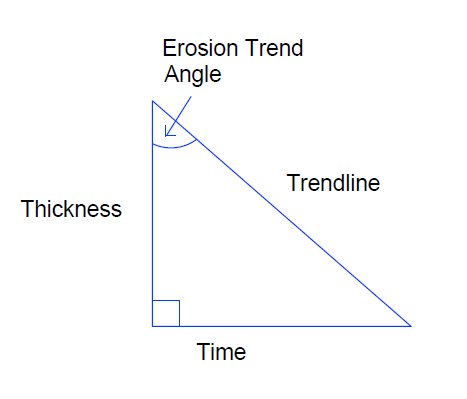 Erosion Trend
Angle
Trendline
Thickness
Time